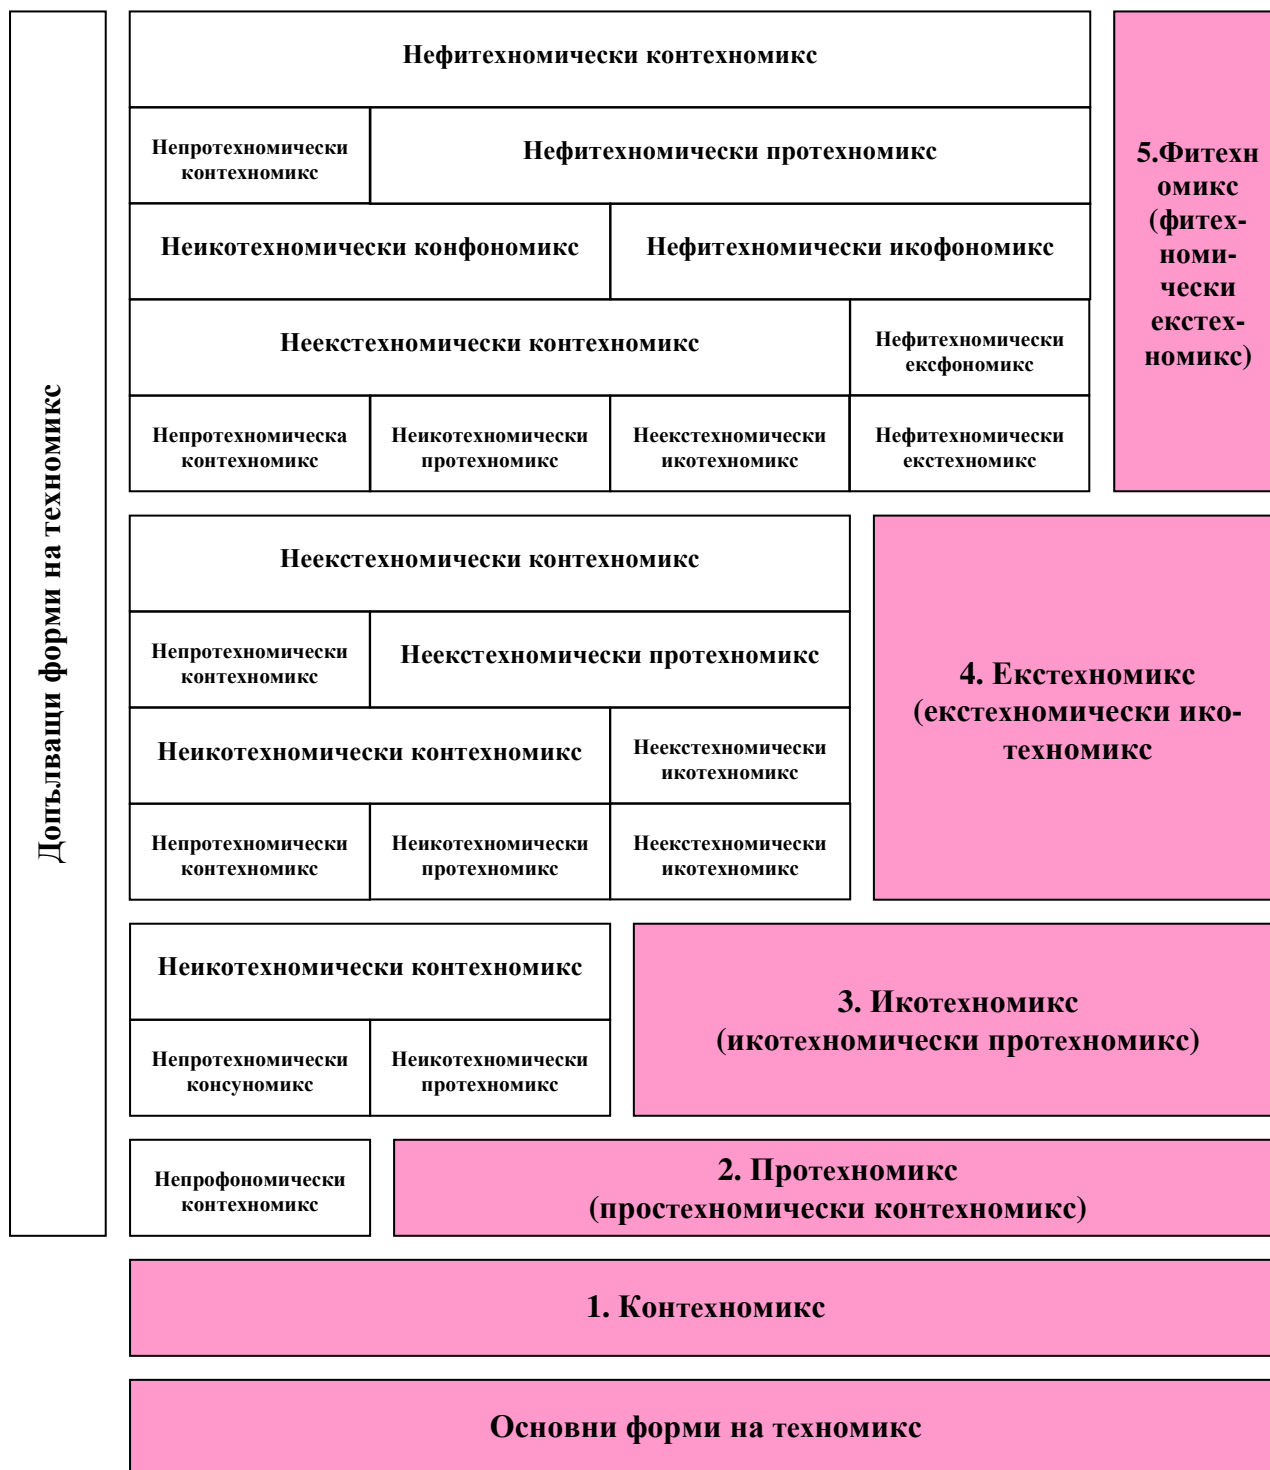 Допълващи форми на техномикс
Нефитехномически контехномикс
Непротехномически
контехномикс
Нефитехномически протехномикс
Неикотехномически конфономикс
Нефитехномически икофономикс
Неекстехномически контехномикс
Нефитехномически
ексфономикс
Непротехномическа
контехномикс
Неикотехномически
протехномикс
Неекстехномически
икотехномикс
Нефитехномически
екстехномикс
5.Фитехн
омикс
(фитех-
номи-
чески
екстех-
номикс)
Неекстехномически контехномикс
Непротехномически
контехномикс
Неекстехномически протехномикс
Неикотехномически контехномикс
Неекстехномически
икотехномикс
Непротехномически
контехномикс
Неикотехномически
протехномикс
Неекстехномически
икотехномикс
4. Екстехномикс
(екстехномически ико-
техномикс
Неикотехномически контехномикс
Непротехномически
консуномикс
Неикотехномически
протехномикс
3. Икотехномикс
(икотехномически протехномикс)
Непрофономически
контехномикс
2. Протехномикс
(простехномически контехномикс)
1. Контехномикс
Основни форми на техномикс